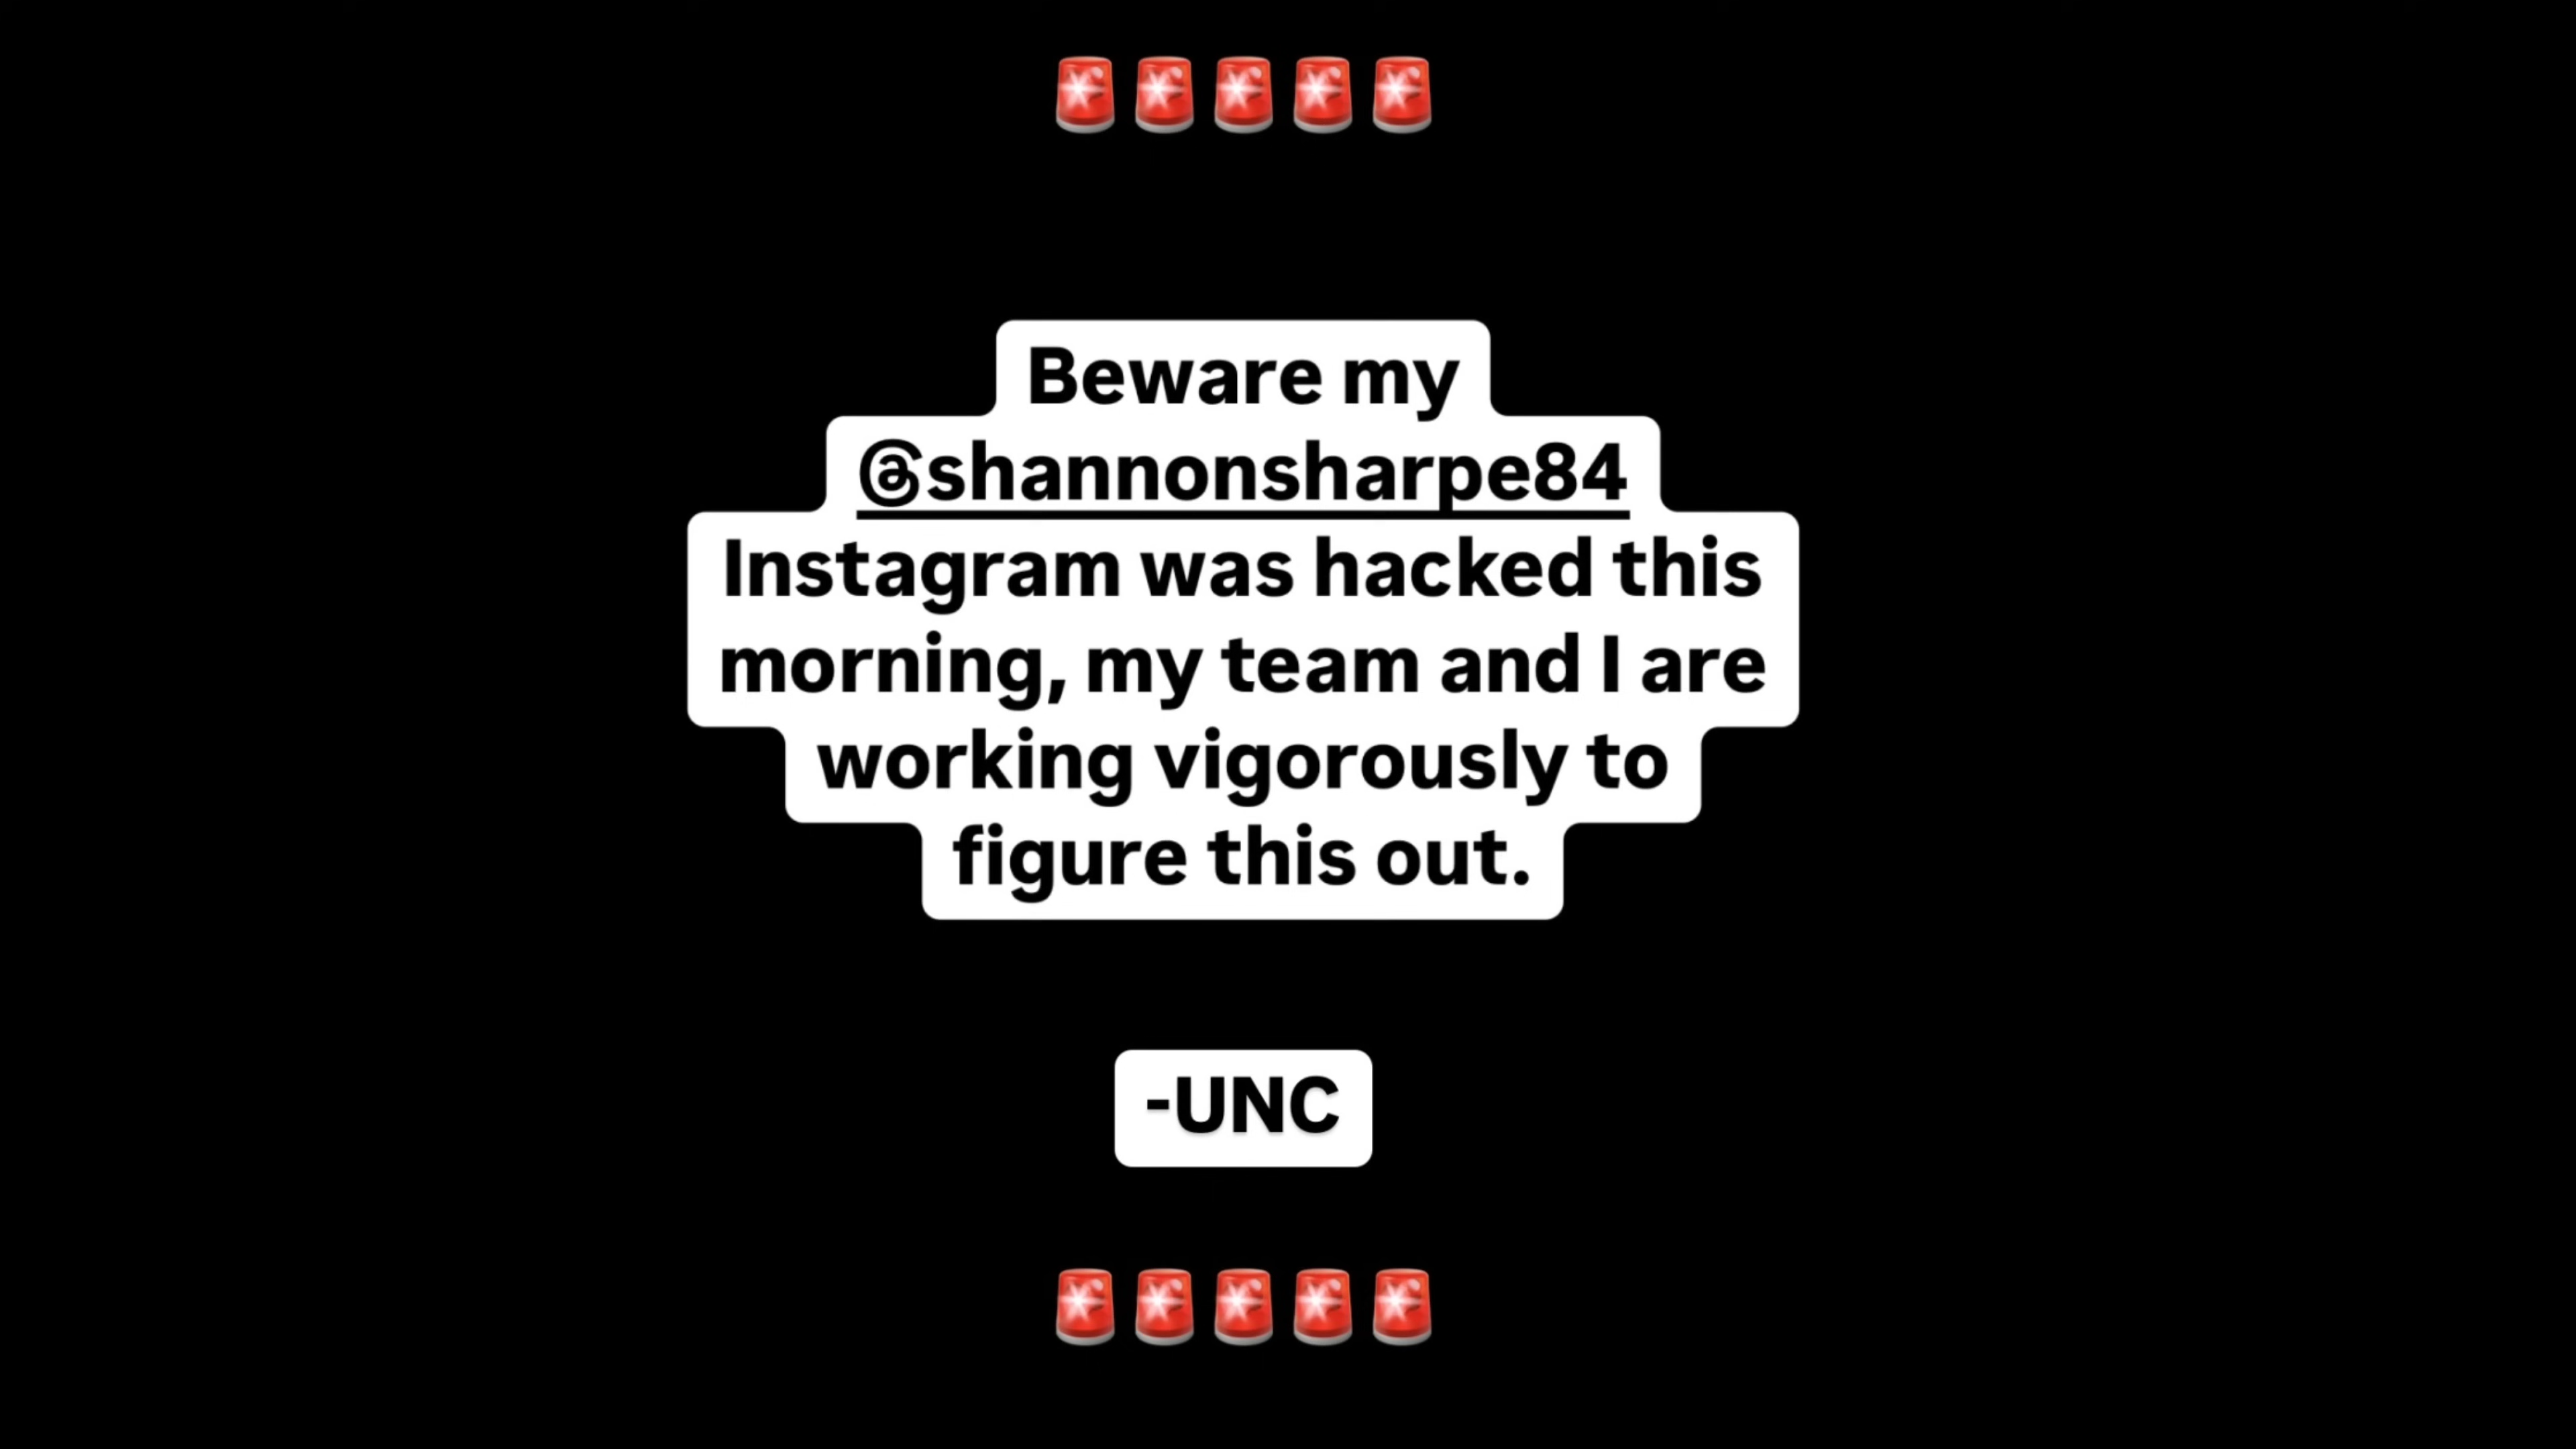 🚨🚨🚨🚨🚨
Beware my
@shannonsharpe84
Instagram was hacked this
morning, my team and I are
working vigorously to
figure this out.
-UNC
🚨🚨🚨🚨🚨